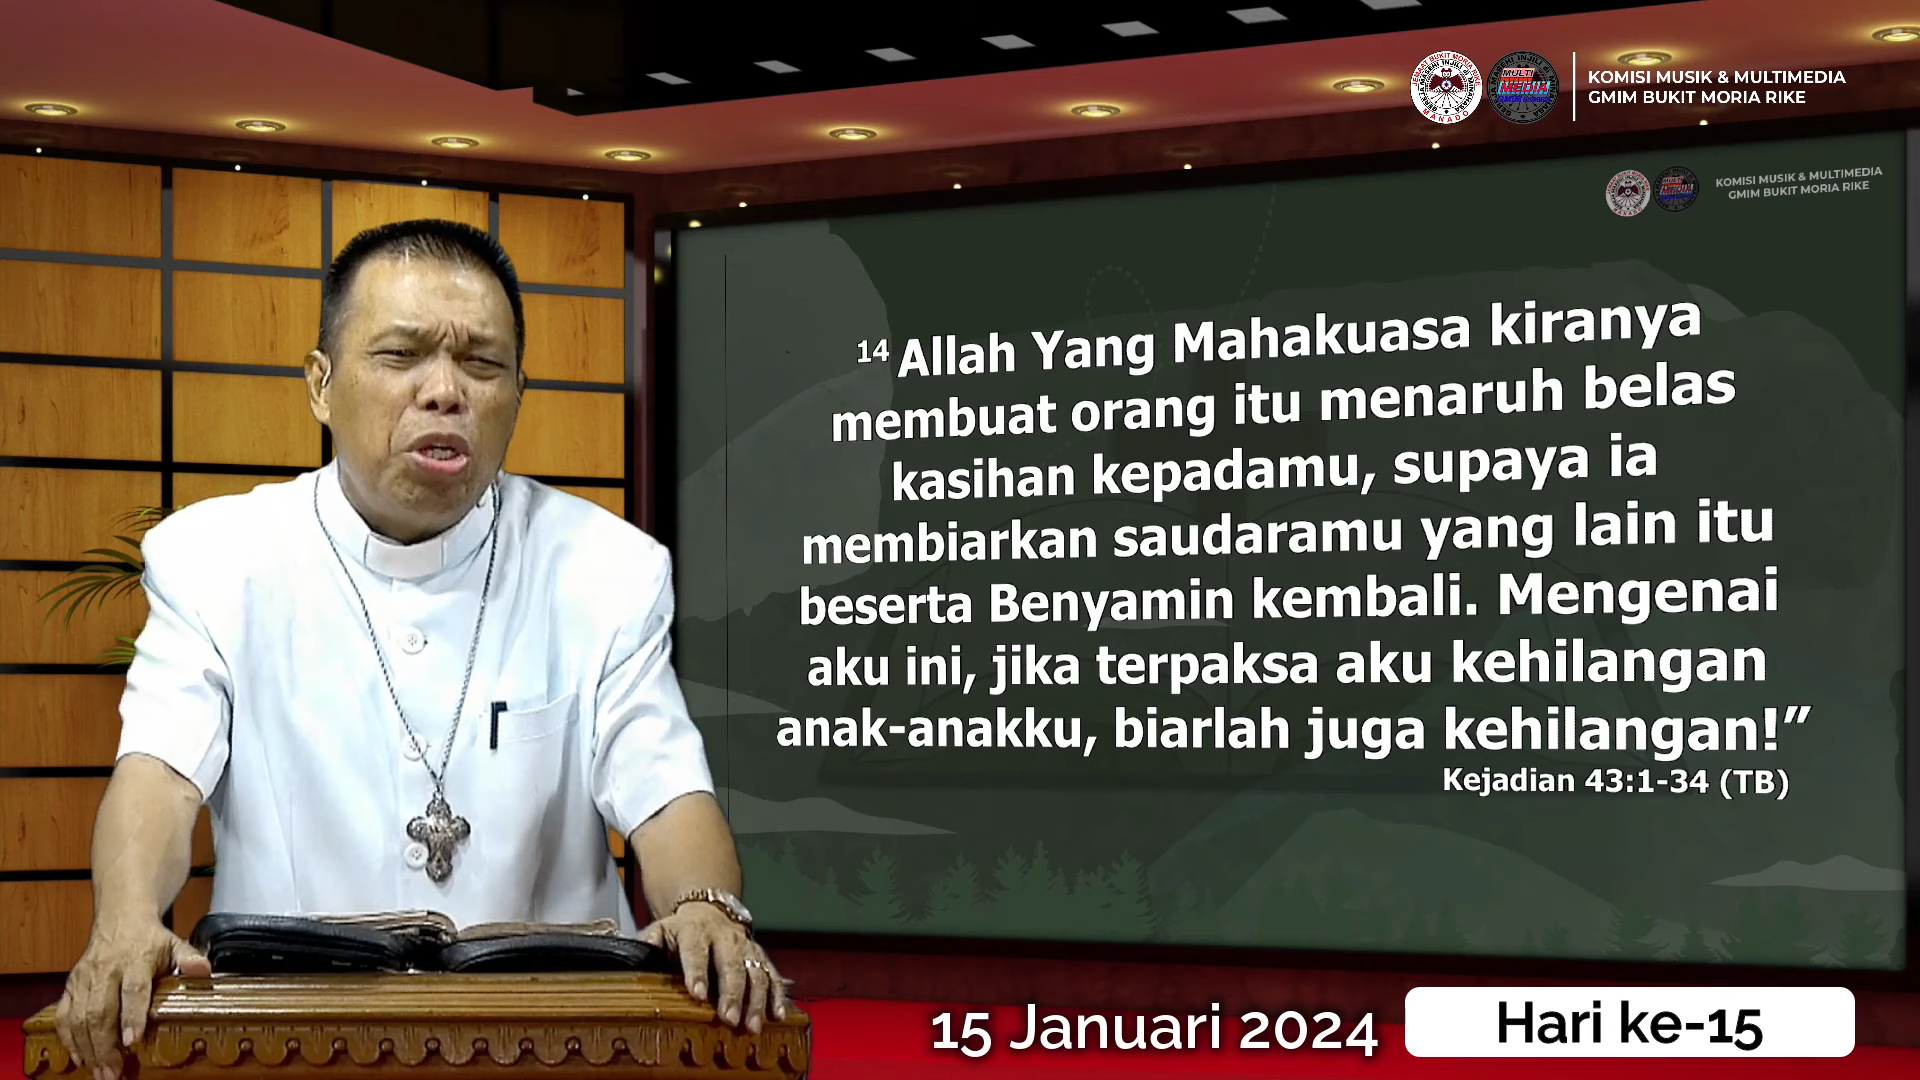 KOMISI MUSIK & MULTIMEDIA
GMIM BUKIT MORIA RIKE
MULTI
MEDIA
MANADO
KOMISI MUSIK & MULTIMEDIA
GMIM BUKIT MORIA RIKE
14 Allah Yang Mahakuasa kiranya
membuat orang itu menaruh belas
kasihan kepadamu, supaya ia
membiarkan saudaramu yang lain itu
beserta Benyamin kembali. Mengenai
aku ini, jika terpaksa aku kehilangan
anak-anakku, biarlah juga kehilangan!”
Kejadian 43:1-34 (TB)
15 Januari 2024
Hari ke-15